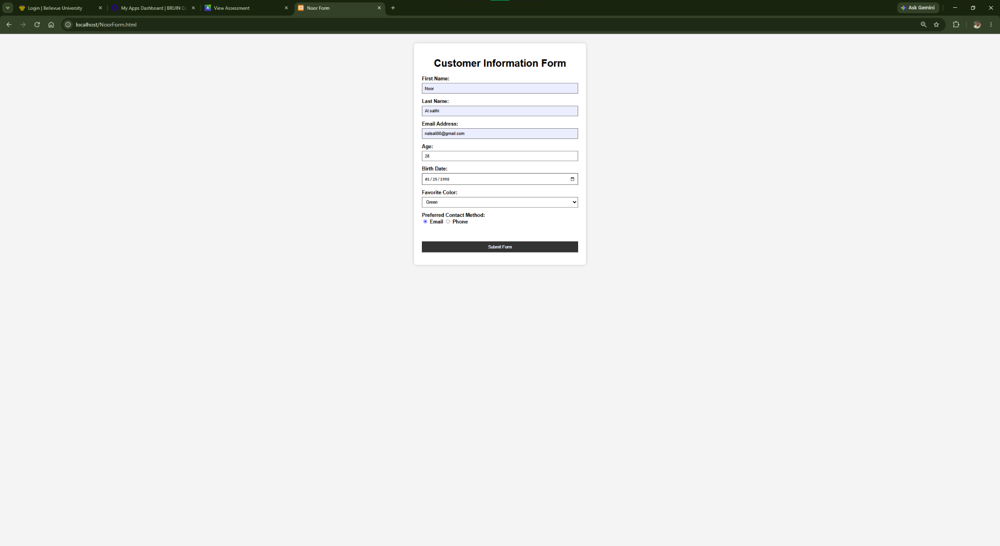 Login | Bellevue University
My Apps Dashboard | BRUIN Co
View Assessment
Noor Form
Ask Gemini
localhost/NoorForm.html
Customer Information Form
First Name:
Noor
Last Name:
Al salihi
Email Address:
nalsali98@gmail.com
Age:
28
Birth Date:
01/25/1998
Favorite Color:
Green
Preferred Contact Method:
Email Phone
Submit Form